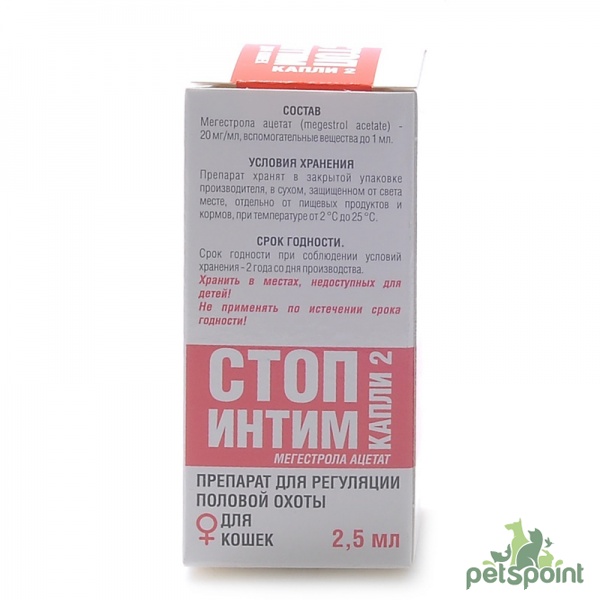 СТОП
КАПЛИ 2
СОСТАВ
Мегестрола ацетат (megestrol acetate) -
20 мг/мл, вспомогательные вещества до 1 мл.
УСЛОВИЯ ХРАНЕНИЯ
Препарат хранят в закрытой упаковке
производителя, в сухом, защищенном от света
месте, отдельно от пищевых продуктов и
кормов, при температуре от 2 °С до 25 °С.
СРОК ГОДНОСТИ.
Срок годности при соблюдении условий
хранения - 2 года со дня производства.
Хранить в местах, недоступных для
детей!
Не применять по истечении срока
годности!
СТОП
ИНТИМ
КАПЛИ 2
МЕГЕСТРОЛА АЦЕТАТ
ПРЕПАРАТ ДЛЯ РЕГУЛЯЦИИ
ПОЛОВОЙ ОХОТЫ
ДЛЯ
КОШЕК
2,5 мл
petspoint